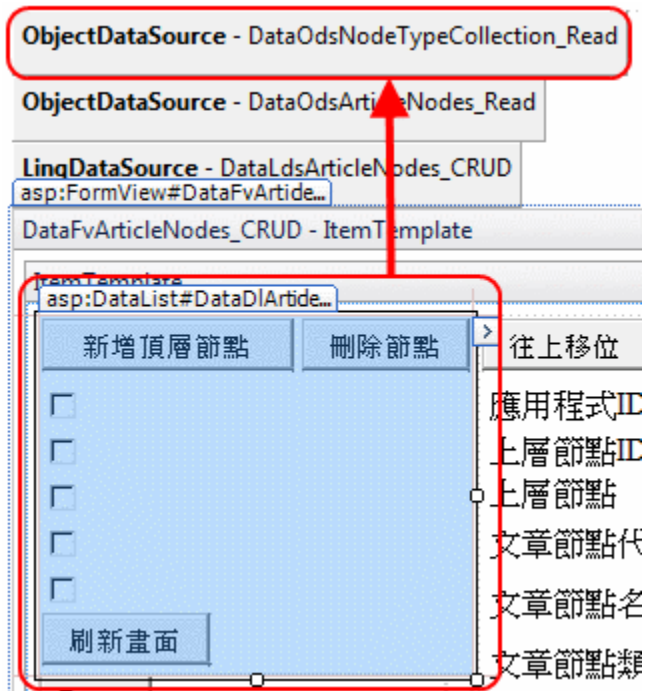 ObjectDataSource - DataOdsNodeTypeCollection_Read
ObjectDataSource - DataOdsArticleNodes_Read
LinqDataSource - DataLdsArticleNodes_CRUD
asp:FormView#DataFvArticle...
DataFvArticleNodes_CRUD - ItemTemplate
ItemTemplate
asp:DataList#DataDlArticle...
新增頂層節點 刪除節點 > 往上移位
應用程式ID
上層節點ID
上層節點
文章節點代
文章節點名
刷新畫面
文章節點類